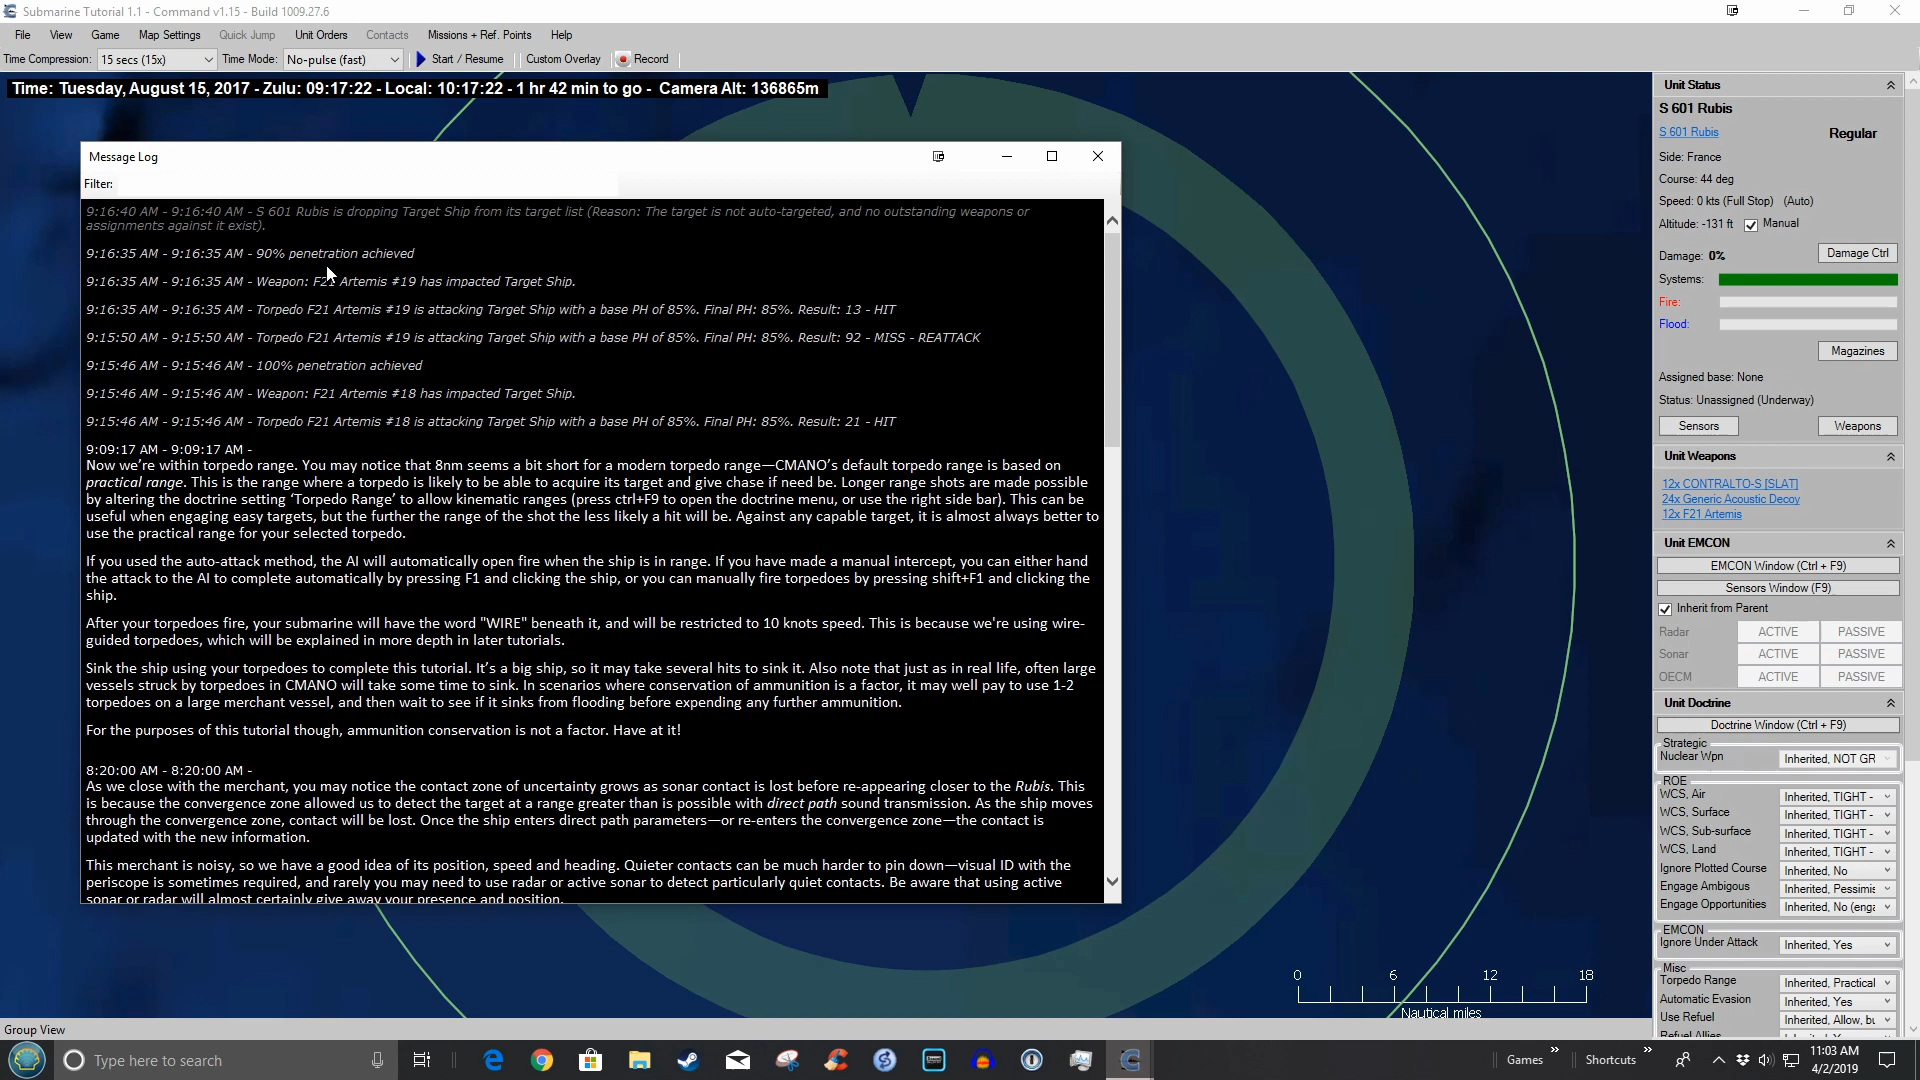 Submarine Tutorial 1.1 - Command v1.15 - Build 1009.27.6
File View Game Map Settings Quick Jump Unit Orders Contacts Missions + Ref. Points Help
Time Compression: 15 secs (15x) Time Mode: No-pulse (fast) Start / Resume Custom Overlay Record
Time: Tuesday, August 15, 2017 - Zulu: 09:17:22 - Local: 10:17:22 - 1 hr 42 min to go - Camera Alt: 136865m
Message Log
Filter:
9:16:40 AM - 9:16:40 AM - S 601 Rubis is dropping Target Ship from its target list (Reason: The target is not auto-targeted, and no outstanding weapons or
assignments against it exist).
9:16:35 AM - 9:16:35 AM - 90% penetration achieved
9:16:35 AM - 9:16:35 AM - Weapon: F21 Artemis #19 has impacted Target Ship.
9:16:35 AM - 9:16:35 AM - Torpedo F21 Artemis #19 is attacking Target Ship with a base PH of 85%. Final PH: 85%. Result: 13 - HIT
9:15:50 AM - 9:15:50 AM - Torpedo F21 Artemis #19 is attacking Target Ship with a base PH of 85%. Final PH: 85%. Result: 92 - MISS - REATTACK
9:15:46 AM - 9:15:46 AM - 100% penetration achieved
9:15:46 AM - 9:15:46 AM - Weapon: F21 Artemis #18 has impacted Target Ship.
9:15:46 AM - 9:15:46 AM - Torpedo F21 Artemis #18 is attacking Target Ship with a base PH of 85%. Final PH: 85%. Result: 21 - HIT
9:09:17 AM - 9:09:17 AM -
Now we're within torpedo range. You may notice that 8nm seems a bit short for a modern torpedo range—CMANO's default torpedo range is based on
practical range. This is the range where a torpedo is likely to be able to acquire its target and give chase if need be. Longer range shots are made possible
by altering the doctrine setting 'Torpedo Range' to allow kinematic ranges (press ctrl+F9 to open the doctrine menu, or use the right side bar). This can be
useful when engaging easy targets, but the further the range of the shot the less likely a hit will be. Against any capable target, it is almost always better to
use the practical range for your selected torpedo.
If you used the auto-attack method, the AI will automatically open fire when the ship is in range. If you have made a manual intercept, you can either hand
the attack to the AI to complete automatically by pressing F1 and clicking the ship, or you can manually fire torpedoes by pressing shift+F1 and clicking the
ship.
After your torpedoes fire, your submarine will have the word "WIRE" beneath it, and will be restricted to 10 knots speed. This is because we're using wire-
guided torpedoes, which will be explained in more depth in later tutorials.
Sink the ship using your torpedoes to complete this tutorial. It's a big ship, so it may take several hits to sink it. Also note that just as in real life, often large
vessels struck by torpedoes in CMANO will take some time to sink. In scenarios where conservation of ammunition is a factor, it may well pay to use 1-2
torpedoes on a large merchant vessel, and then wait to see if it sinks from flooding before expending any further ammunition.
For the purposes of this tutorial though, ammunition conservation is not a factor. Have at it!
8:20:00 AM - 8:20:00 AM -
As we close with the merchant, you may notice the contact zone of uncertainty grows as sonar contact is lost before re-appearing closer to the Rubis. This
is because the convergence zone allowed us to detect the target at a range greater than is possible with direct path sound transmission. As the ship moves
through the convergence zone, contact will be lost. Once the ship enters direct path parameters—or re-enters the convergence zone—the contact is
updated with the new information.
This merchant is noisy, so we have a good idea of its position, speed and heading. Quieter contacts can be much harder to pin down—visual ID with the
periscope is sometimes required, and rarely you may need to use radar or active sonar to detect particularly quiet contacts. Be aware that using active
sonar or radar will almost certainly give away your presence and position.
0 6 12 18
Nautical miles
Unit Status
S 601 Rubis
S 601 Rubis Regular
Side: France
Course: 44 deg
Speed: 0 kts (Full Stop) (Auto)
Altitude: -131 ft Manual
Damage: 0% Damage Ctrl
Systems:
Fire:
Flood:
Magazines
Assigned base: None
Status: Unassigned (Underway)
Sensors Weapons
Unit Weapons
12x CONTRALTO-S [SLAT]
24x Generic Acoustic Decoy
12x F21 Artemis
Unit EMCON
EMCON Window (Ctrl + F9)
Sensors Window (F9)
Inherit from Parent
Radar ACTIVE PASSIVE
Sonar ACTIVE PASSIVE
OECM ACTIVE PASSIVE
Unit Doctrine
Doctrine Window (Ctrl + F9)
Strategic
Nuclear Wpn Inherited, NOT GR
ROE
WCS, Air Inherited, TIGHT -
WCS, Surface Inherited, TIGHT -
WCS, Sub-surface Inherited, TIGHT -
WCS, Land Inherited, TIGHT -
Ignore Plotted Course Inherited, No
Engage Ambiguous Inherited, Pessimis
Engage Opportunities Inherited, No (enga
EMCON
Ignore Under Attack Inherited, Yes
Misc
Torpedo Range Inherited, Practical
Automatic Evasion Inherited, Yes
Use Refuel Inherited, Allow, bu
Refuel Allies
Group View
Type here to search
Games Shortcuts
11:03 AM
4/2/2019